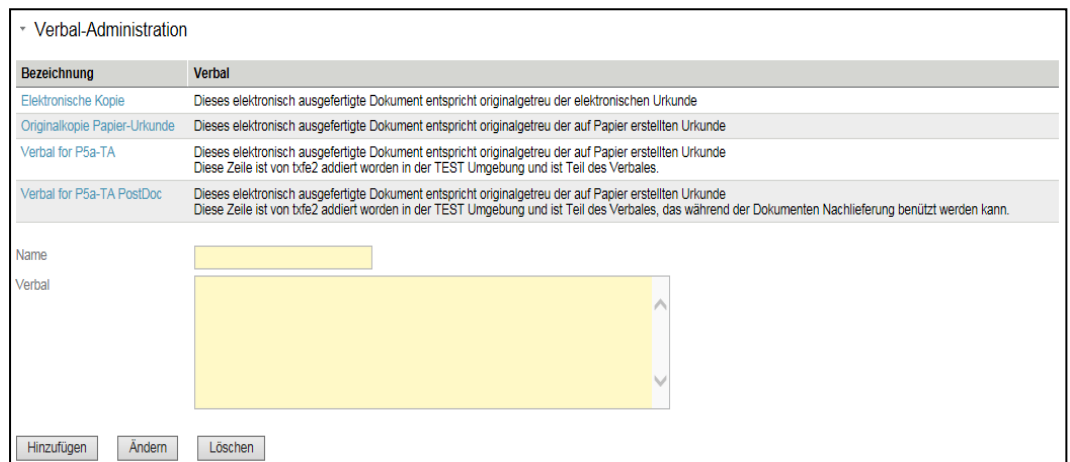 Verbal-Administration
Bezeichnung Verbal
Elektronische Kopie Dieses elektronisch ausgefertigte Dokument entspricht originalgetreu der elektronischen Urkunde
Originalkopie Papier-Urkunde Dieses elektronisch ausgefertigte Dokument entspricht originalgetreu der auf Papier erstellten Urkunde
Verbal for P5a-TA Dieses elektronisch ausgefertigte Dokument entspricht originalgetreu der auf Papier erstellten Urkunde
Diese Zeile ist von txfe2 addiert worden in der TEST Umgebung und ist Teil des Verbales.
Verbal for P5a-TA PostDoc Dieses elektronisch ausgefertigte Dokument entspricht originalgetreu der auf Papier erstellten Urkunde
Diese Zeile ist von txfe2 addiert worden in der TEST Umgebung und ist Teil des Verbales, das während der Dokumenten Nachlieferung benützt werden kann.
Name
Verbal
Hinzufügen Ändern Löschen